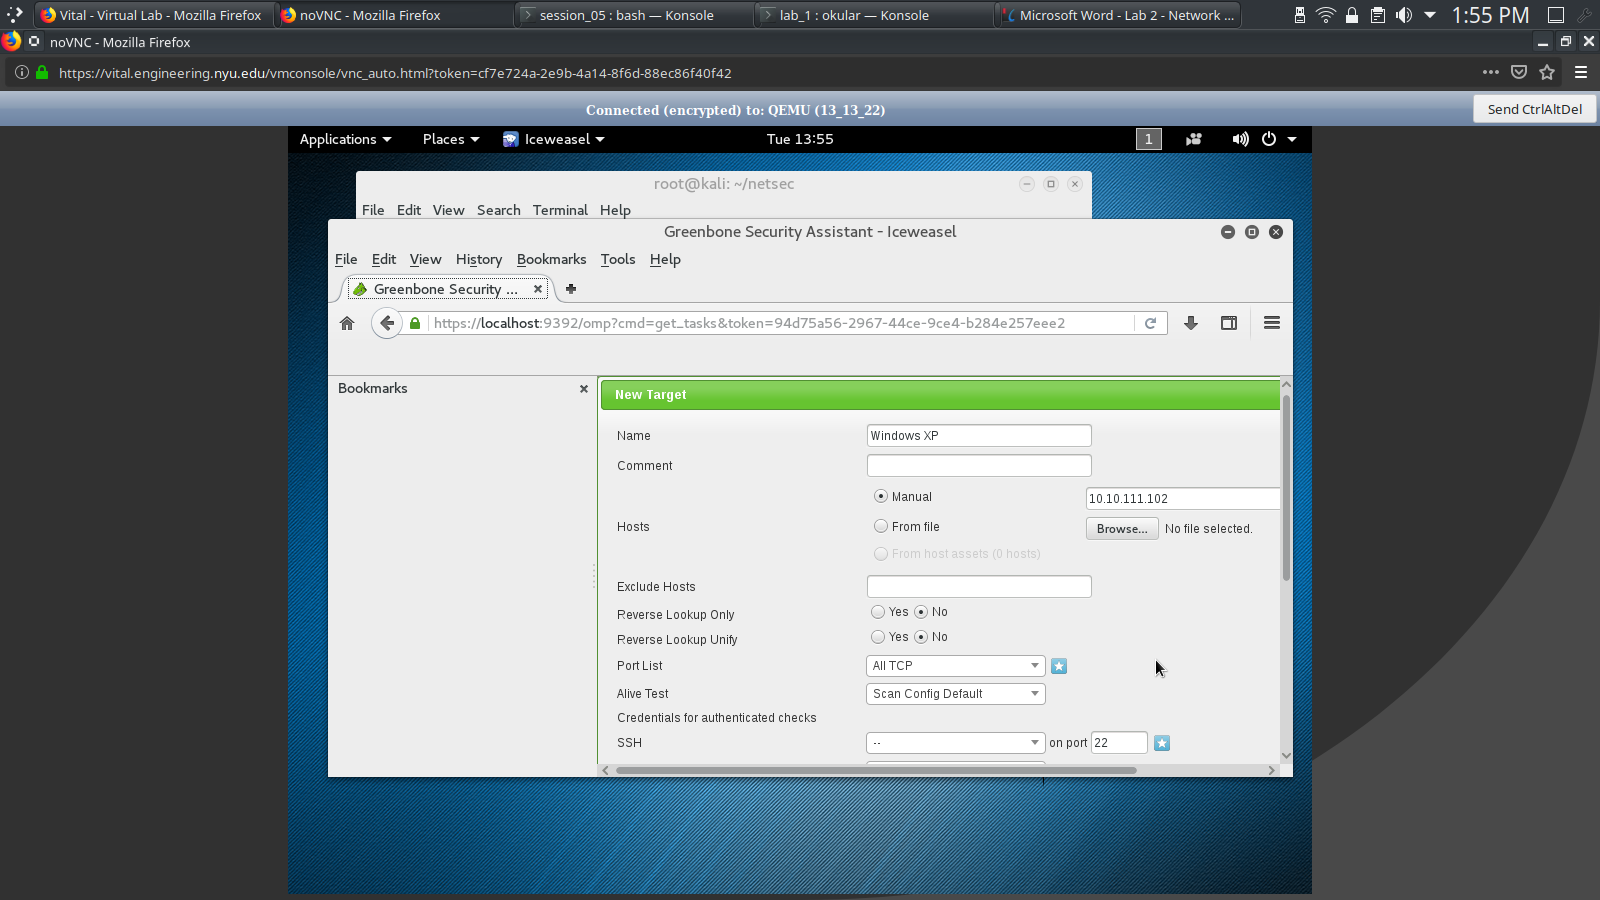 Vital - Virtual Lab - Mozilla Firefox
noVNC - Mozilla Firefox
session_05 : bash — Konsole
lab_1 : okular — Konsole
Microsoft Word - Lab 2 - Network ...
1:55 PM
noVNC - Mozilla Firefox
https://vital.engineering.nyu.edu/vmconsole/vnc_auto.html?token=cf7e724a-2e9b-4a14-8f6d-88ec86f40f42
Connected (encrypted) to: QEMU (13_13_22)
Send CtrlAltDel
Applications
Places
Iceweasel
Tue 13:55
1
root@kali: ~/netsec
File Edit View Search Terminal Help
Greenbone Security Assistant - Iceweasel
File Edit View History Bookmarks Tools Help
Greenbone Security ...
https://localhost:9392/omp?cmd=get_tasks&token=94d75a56-2967-44ce-9ce4-b284e257eee2
Bookmarks
New Target
Name Windows XP
Comment
Manual 10.10.111.102
Hosts From file Browse... No file selected.
From host assets (0 hosts)
Exclude Hosts
Reverse Lookup Only Yes No
Reverse Lookup Unify Yes No
Port List All TCP
Alive Test Scan Config Default
Credentials for authenticated checks
SSH -- on port 22